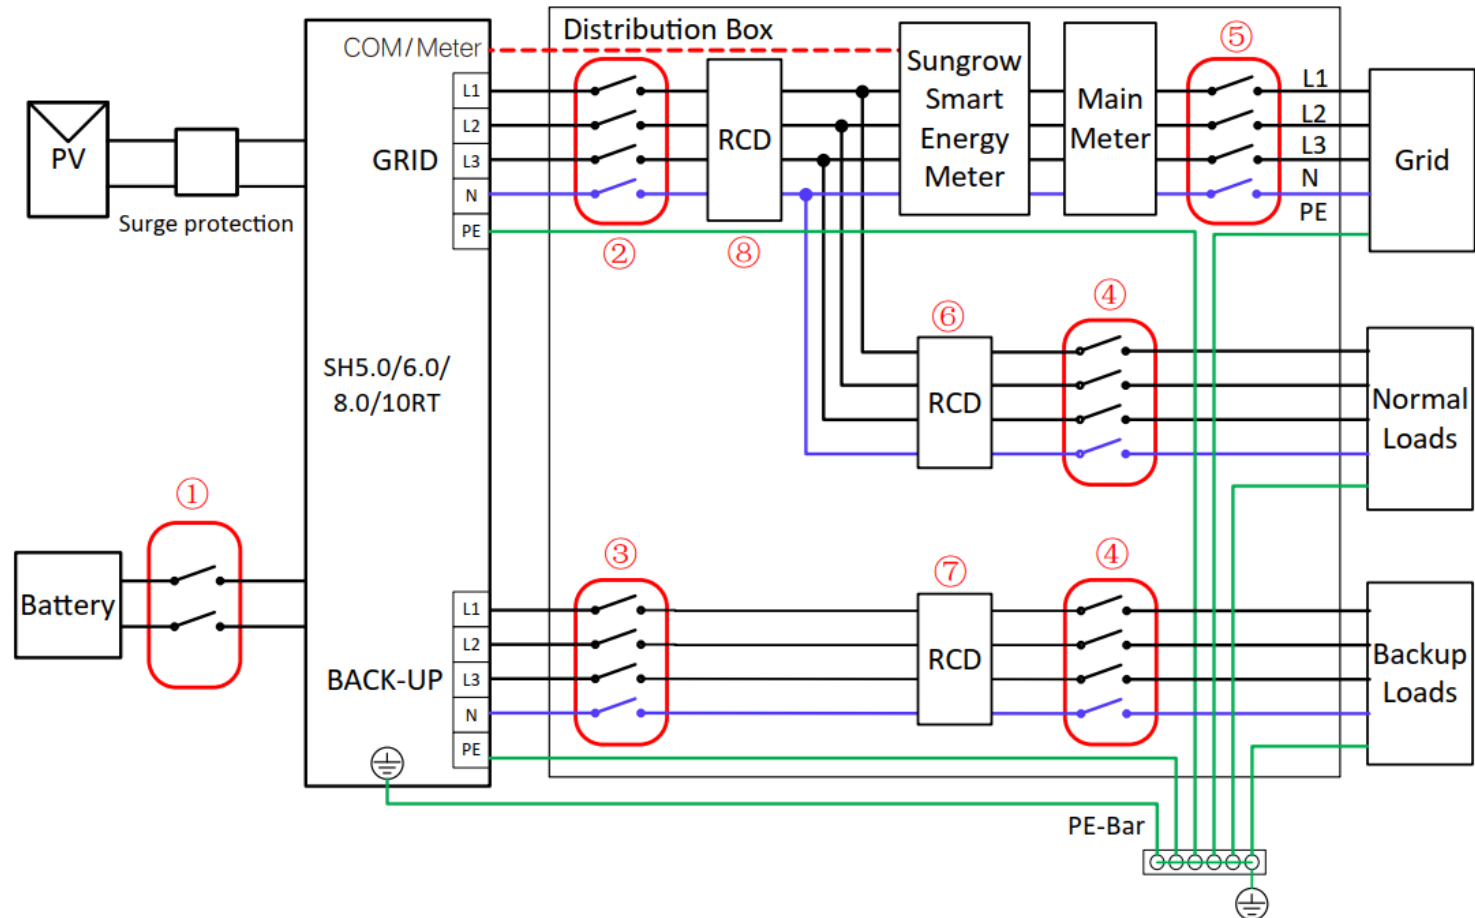 Distribution Box
COM/Meter
⑤
Sungrow
Smart
Energy
Meter
Main
Meter
L1
L2
L3
N
PE
GRID
RCD
L1
L2
L3
N
PE
Grid
PV
Surge protection
②
⑧
SH5.0/6.0/
8.0/10RT
⑥
④
RCD
Normal
Loads
①
Battery
③
⑦
④
L1
L2
L3
N
PE
BACK-UP
RCD
Backup
Loads
PE-Bar